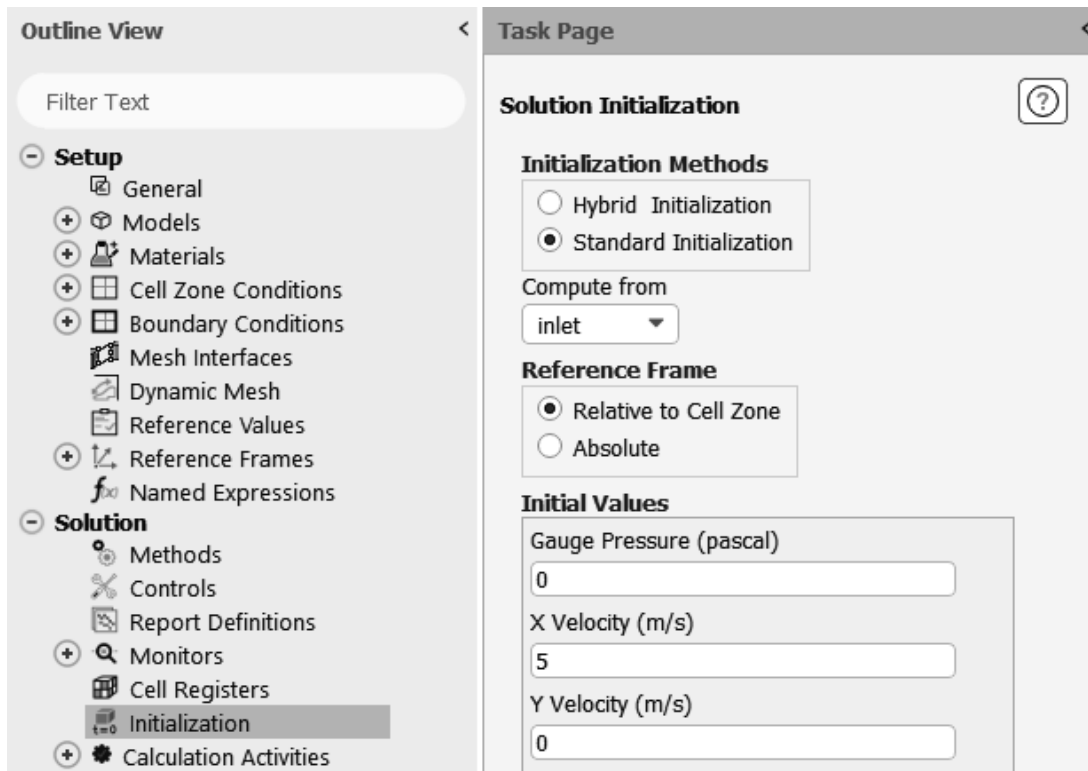 Outline View
Filter Text
Setup
General
Models
Materials
Cell Zone Conditions
Boundary Conditions
Mesh Interfaces
Dynamic Mesh
Reference Values
Reference Frames
f(x) Named Expressions
Solution
Methods
Controls
Report Definitions
Monitors
Cell Registers
t=0 Initialization
Calculation Activities
Task Page
Solution Initialization
?
Initialization Methods
Hybrid Initialization
Standard Initialization
Compute from
inlet
Reference Frame
Relative to Cell Zone
Absolute
Initial Values
Gauge Pressure (pascal)
0
X Velocity (m/s)
5
Y Velocity (m/s)
0